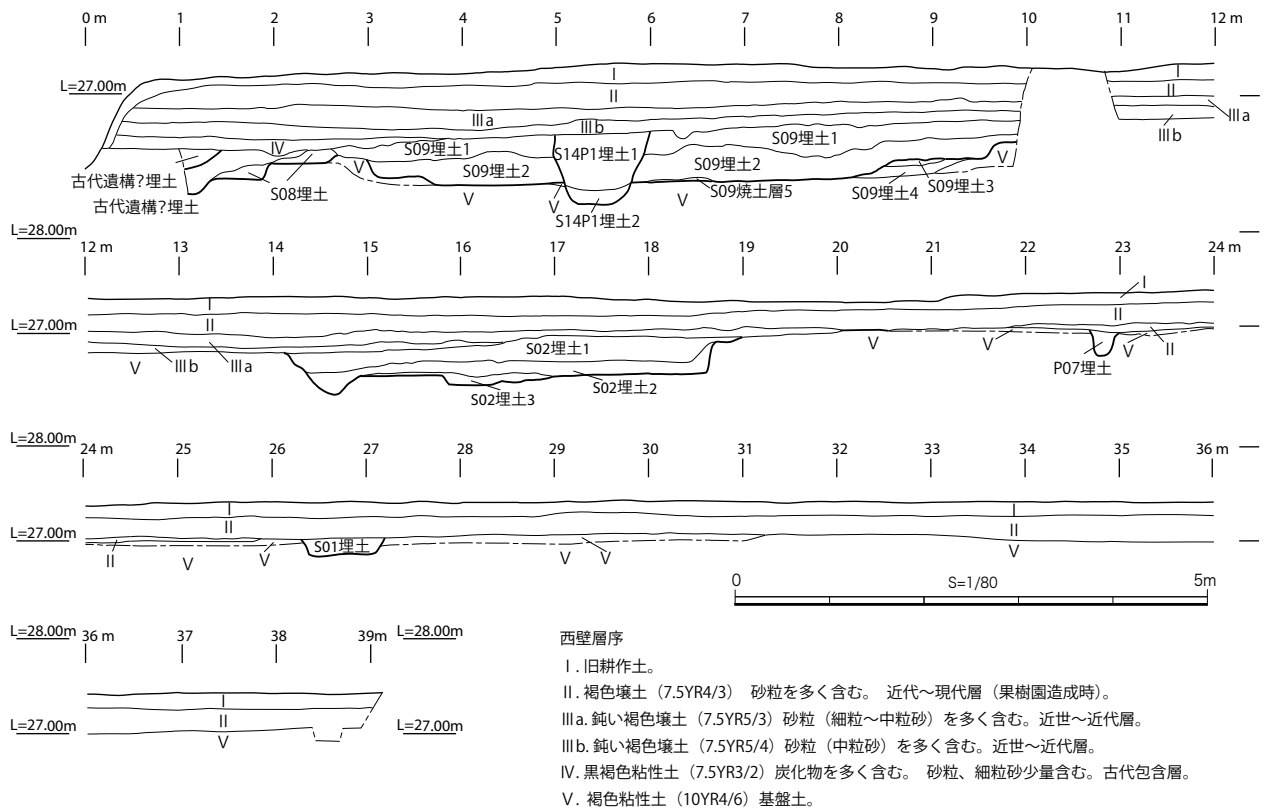 0 m 1 2 3 4 5 6 7 8 9 10 11 12 m
L=27.00m
Ⅰ Ⅰ
Ⅱ Ⅱ
Ⅲa Ⅲa
Ⅲb Ⅲb
Ⅳ S09埋土1 S14P1埋土1 S09埋土1
S09埋土2 S09埋土2 Ⅴ
古代遺構?埋土 S08埋土 Ⅴ S09焼土層5 S09埋土4 S09埋土3
古代遺構?埋土 Ⅴ Ⅴ
S14P1埋土2
L=28.00m
12 m 13 14 15 16 17 18 19 20 21 22 23 24 m
Ⅰ
L=27.00m Ⅱ Ⅱ
S02埋土1
Ⅴ Ⅲb Ⅲa Ⅴ Ⅴ Ⅴ Ⅱ
S02埋土2 P07埋土
S02埋土3
L=28.00m
24 m 25 26 27 28 29 30 31 32 33 34 35 36 m
Ⅰ Ⅰ
L=27.00m Ⅱ Ⅱ
S01埋土
Ⅱ Ⅴ Ⅴ Ⅴ Ⅴ Ⅴ
0 S=1/80 5m
L=28.00m 36 m 37 38 39m L=28.00m
Ⅰ
L=27.00m Ⅱ L=27.00m
Ⅴ
西壁層序
Ⅰ. 旧耕作土。
Ⅱ. 褐色壌土（7.5YR4/3） 砂粒を多く含む。 近代～現代層（果樹園造成時）。
Ⅲa. 鈍い褐色壌土（7.5YR5/3）砂粒（細粒～中粒砂）を多く含む。近世～近代層。
Ⅲb. 鈍い褐色壌土（7.5YR5/4）砂粒（中粒砂）を多く含む。近世～近代層。
Ⅳ. 黒褐色粘性土（7.5YR3/2）炭化物を多く含む。 砂粒、細粒砂少量含む。古代包含層。
Ⅴ. 褐色粘性土（10YR4/6）基盤土。